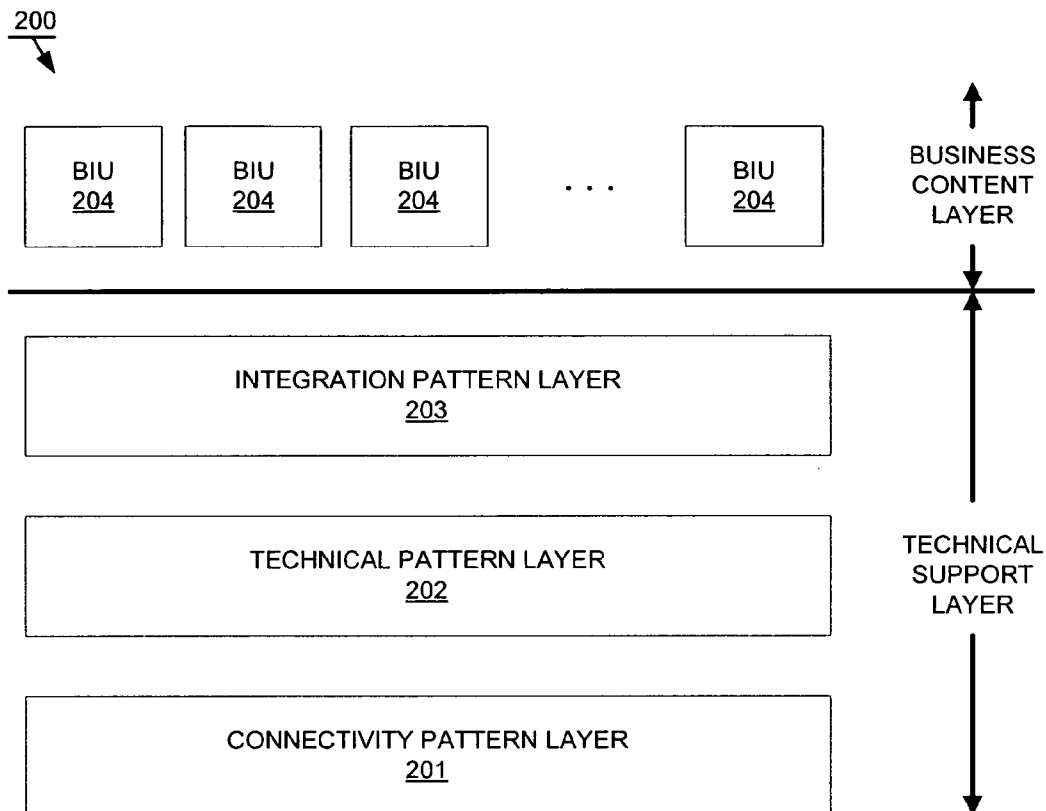 200
BIU
204
BIU
204
BIU
204
. . .
BIU
204
BUSINESS
CONTENT
LAYER
INTEGRATION PATTERN LAYER
203
TECHNICAL PATTERN LAYER
202
TECHNICAL
SUPPORT
LAYER
CONNECTIVITY PATTERN LAYER
201